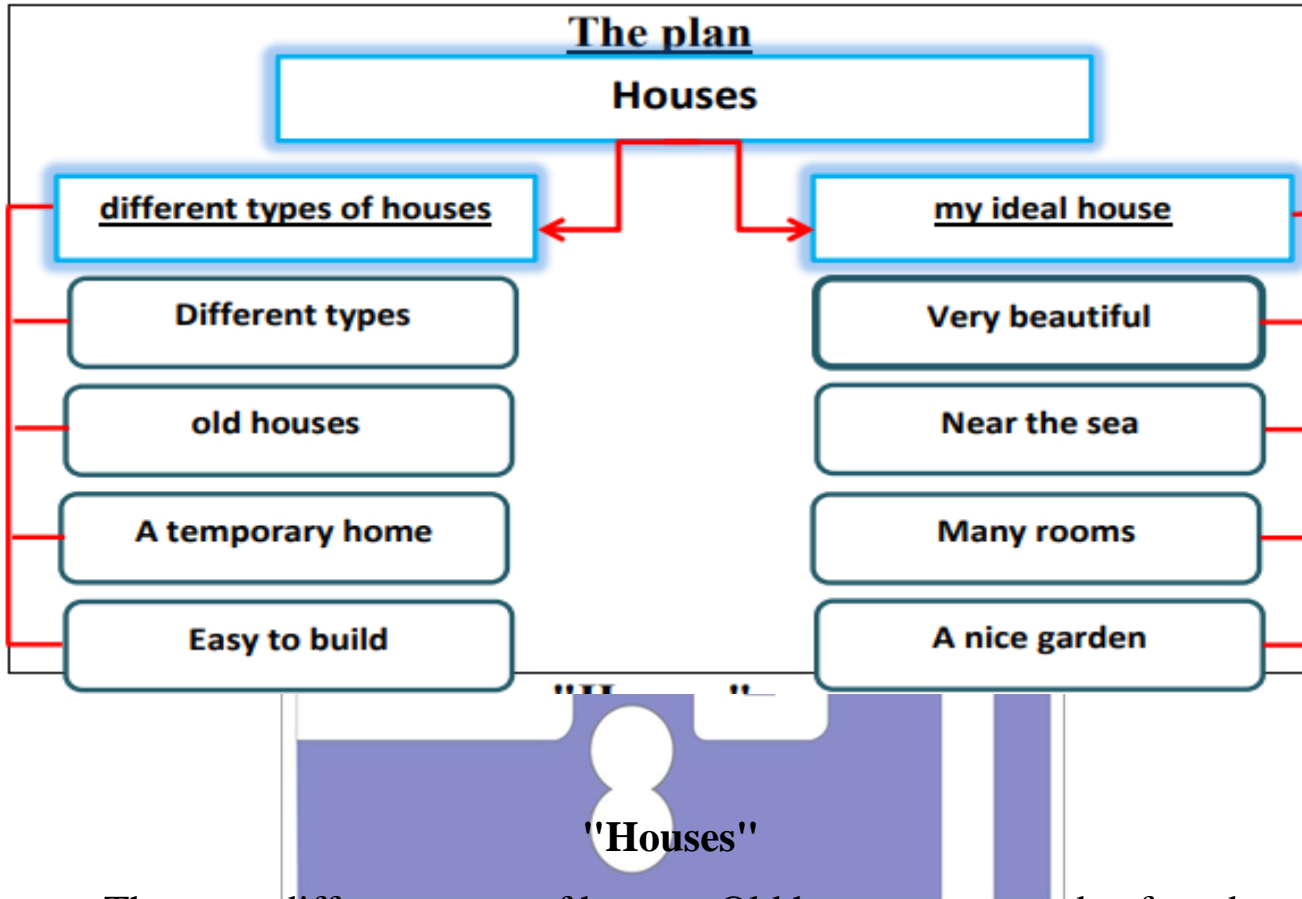 The plan
Houses
different types of houses
Different types
old houses
A temporary home
Easy to build
my ideal house
Very beautiful
Near the sea
Many rooms
A nice garden
"Houses"